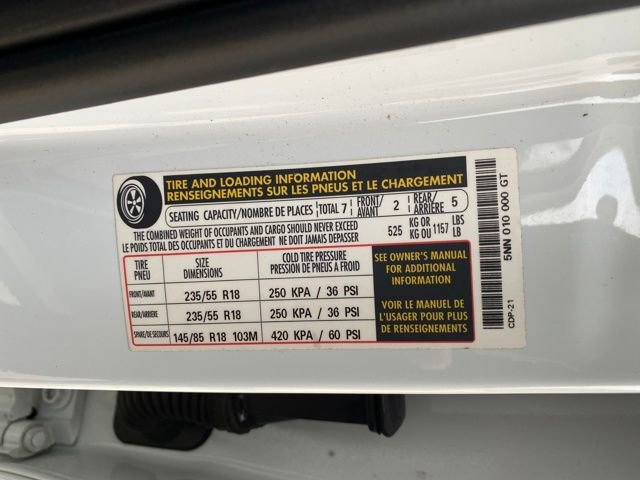 TIRE AND LOADING INFORMATION
RENSEIGNEMENTS SUR LES PNEUS ET LE CHARGEMENT
SEATING CAPACITY/NOMBRE DE PLACES TOTAL 7 FRONT/AVANT 2 REAR/ARRIÈRE 5
THE COMBINED WEIGHT OF OCCUPANTS AND CARGO SHOULD NEVER EXCEED
LE POIDS TOTAL DES OCCUPANTS ET DU CHARGEMENT NE DOIT JAMAIS DEPASSER
525 KG OR / KG OU 1157 LBS / LB
TIRE PNEU SIZE DIMENSIONS COLD TIRE PRESSURE PRESSION DE PNEUS A FROID
FRONT/AVANT 235/55 R18 250 KPA / 36 PSI
REAR/ARRIERE 235/55 R18 250 KPA / 36 PSI
SPARE/DE SECOURS 145/85 R18 103M 420 KPA / 60 PSI
SEE OWNER'S MANUAL
FOR ADDITIONAL
INFORMATION
VOIR LE MANUEL DE
L'USAGER POUR PLUS
DE RENSEIGNEMENTS
5MN 010 000 GT
CDP-21